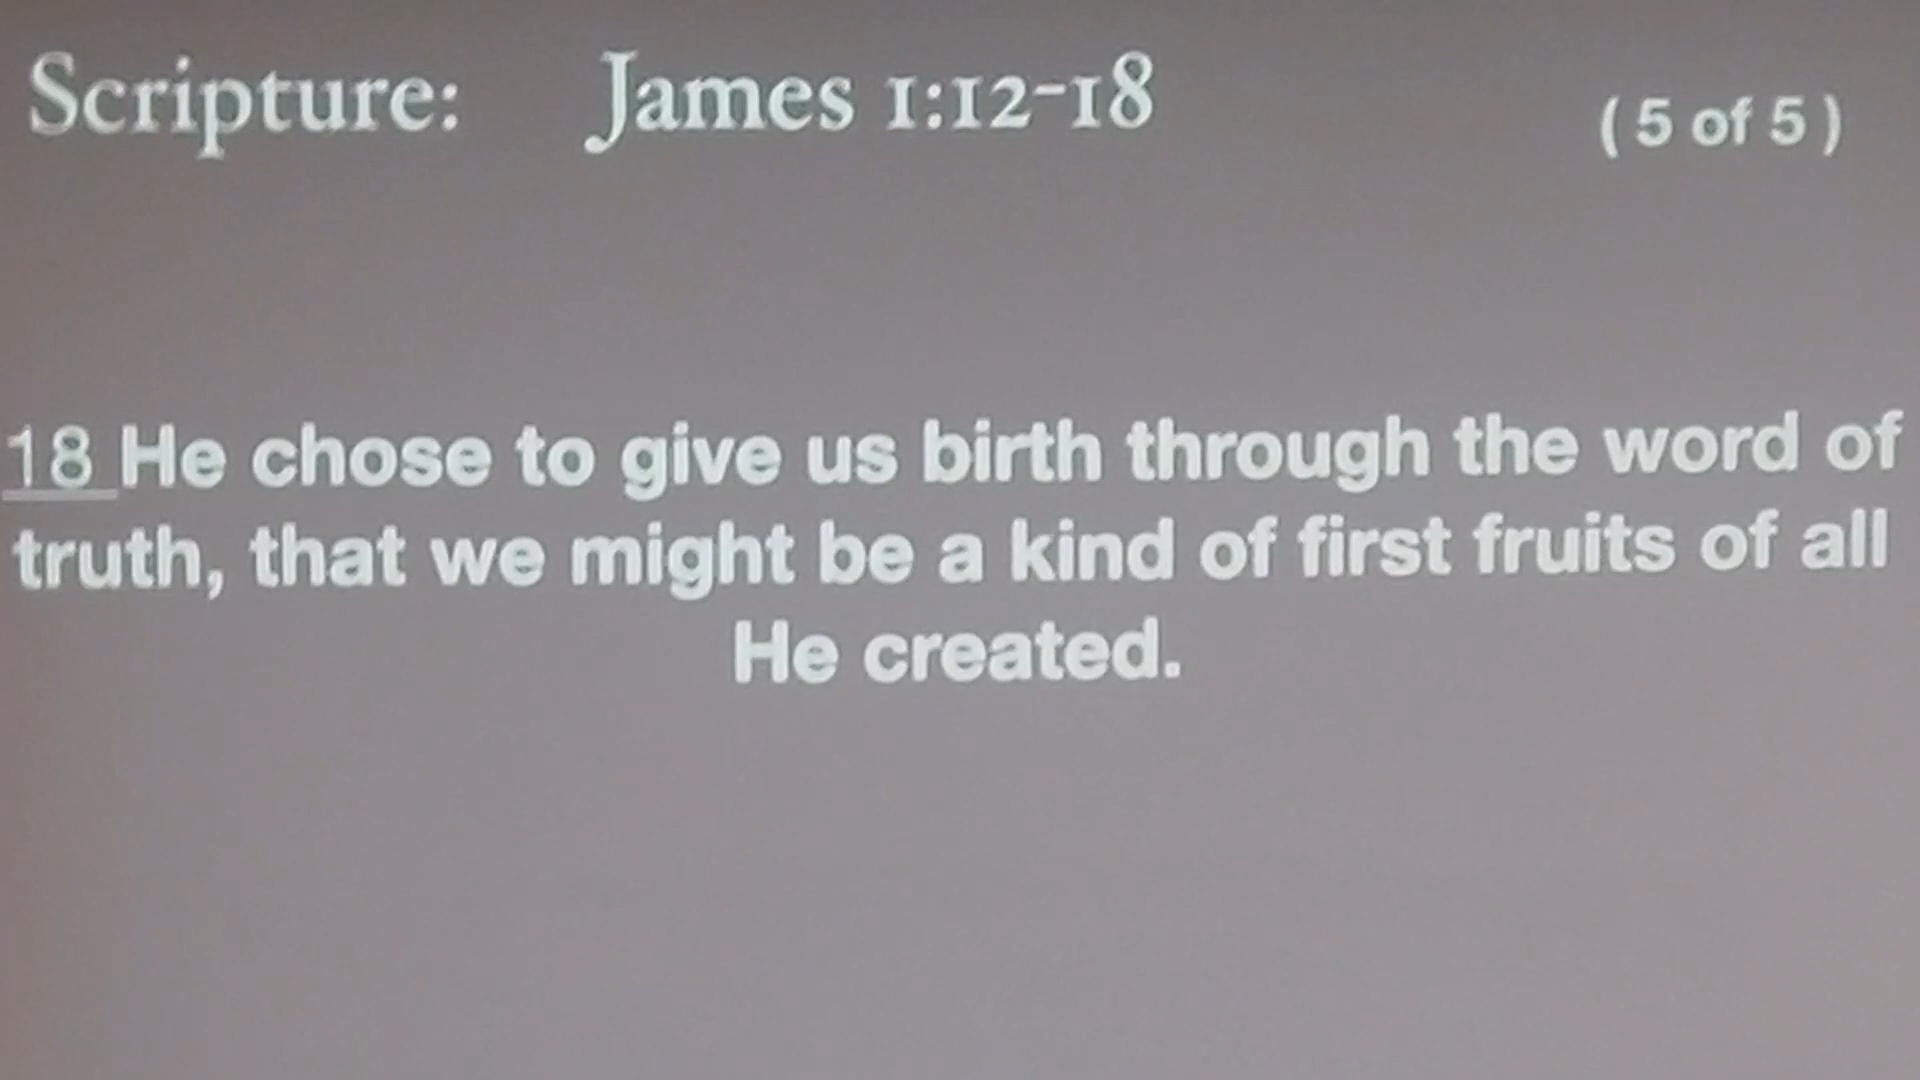 Scripture: James 1:12-18 ( 5 of 5 )
18 He chose to give us birth through the word of
truth, that we might be a kind of first fruits of all
He created.